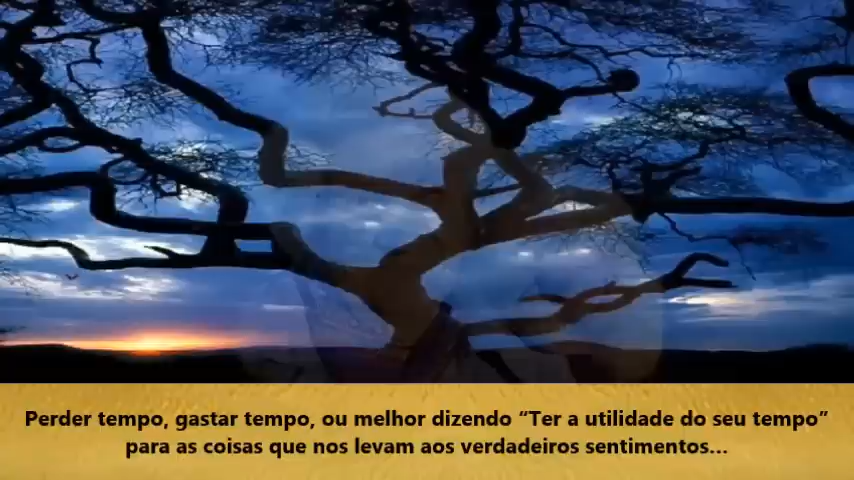 Perder tempo, gastar tempo, ou melhor dizendo “Ter a utilidade do seu tempo”
para as coisas que nos levam aos verdadeiros sentimentos...